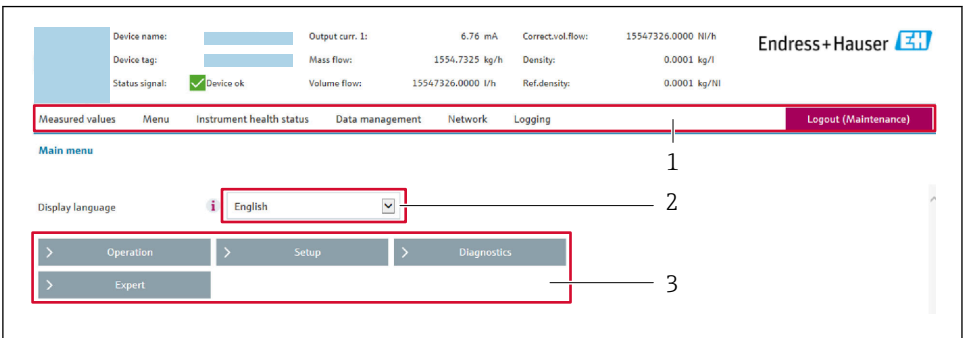 Device name: Output curr. 1: 6.76 mA Correct.vol.flow: 15547326.0000 Nl/h
Endress+Hauser EH
Device tag: Mass flow: 1554.7325 kg/h Density: 0.0001 kg/l
Status signal: Device ok Volume flow: 15547326.0000 l/h Ref.density: 0.0001 kg/Nl
Measured values Menu Instrument health status Data management Network Logging Logout (Maintenance)
1
Main menu
Display language i English 2
> Operation > Setup > Diagnostics
> Expert 3